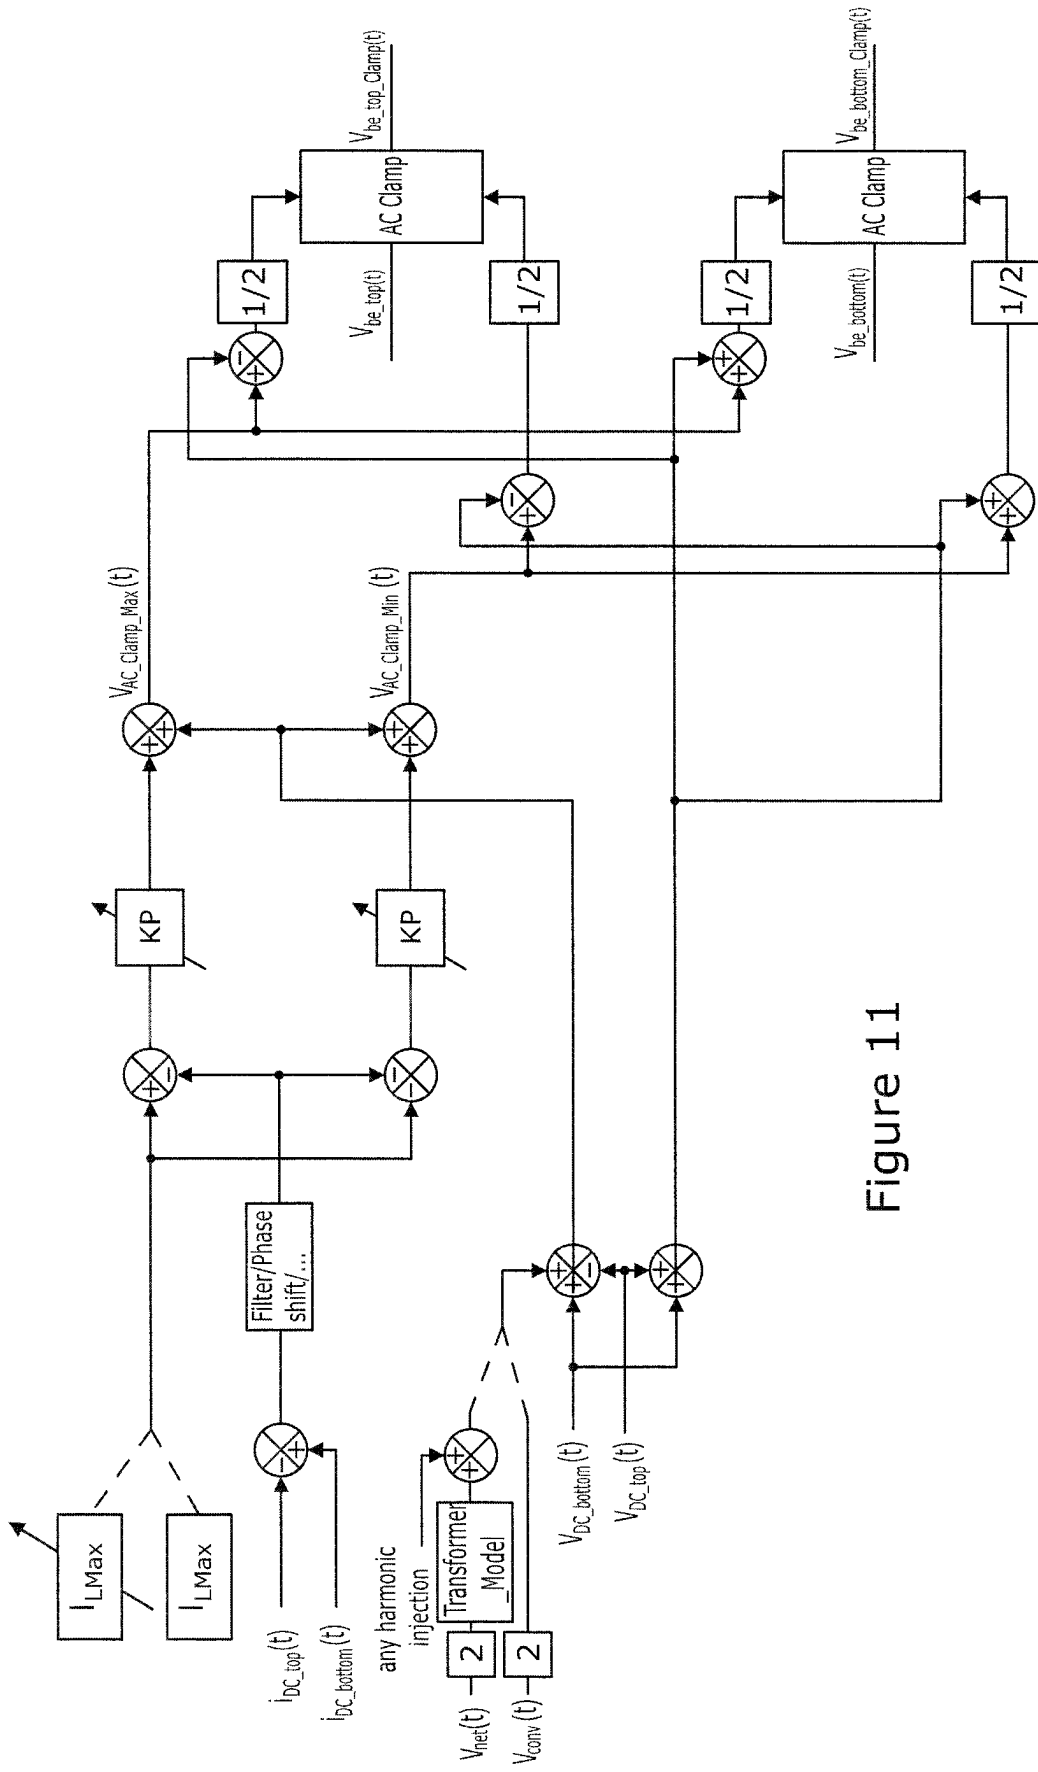 I_LMax
I_LMax
i_DC_top(t)
i_DC_bottom(t)
Filter/Phase
shift/...
KP
KP
V_AC_Clamp_Max(t)
V_AC_Clamp_Min(t)
any harmonic
injection
V_net(t)
2
Transformer
_Model
V_conv(t)
2
V_DC_bottom(t)
V_DC_top(t)
1/2
V_be_top(t)
AC Clamp
V_be_top_Clamp(t)
1/2
1/2
V_be_bottom(t)
AC Clamp
V_be_bottom_Clamp(t)
1/2
Figure 11